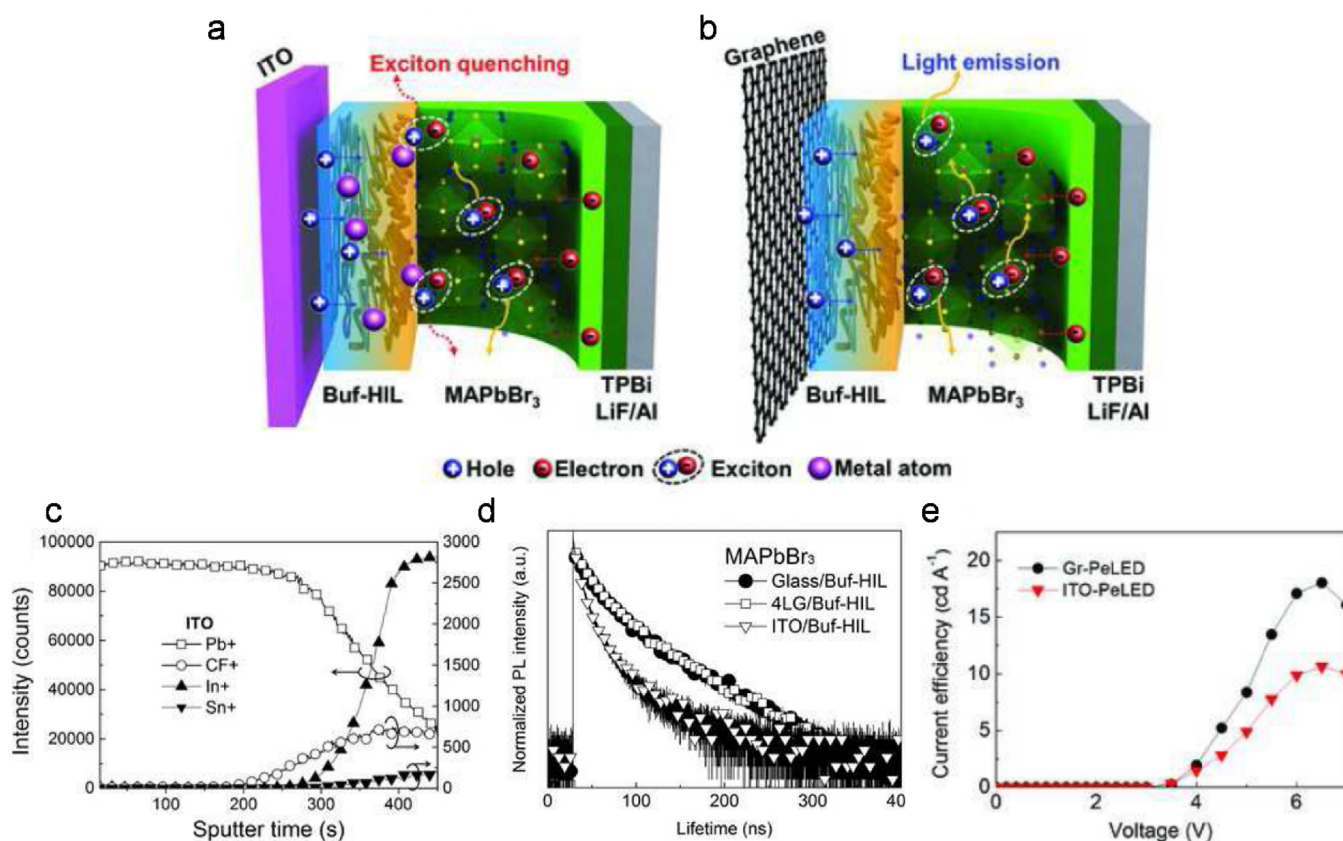 a
ITO
Exciton quenching
Buf-HIL
MAPbBr₃
TPBi
LiF/Al
b
Graphene
Light emission
Buf-HIL
MAPbBr₃
TPBi
LiF/Al
Hole
Electron
Exciton
Metal atom
c
Intensity (counts)
100000
80000
60000
40000
20000
0
3000
2500
2000
1500
1000
500
0
ITO
Pb+
CF+
In+
Sn+
100
200
300
400
Sputter time (s)
d
Normalized PL intensity (a.u.)
MAPbBr₃
Glass/Buf-HIL
4LG/Buf-HIL
ITO/Buf-HIL
0
100
200
300
40
Lifetime (ns)
e
Current efficiency (cd A⁻¹)
20
15
10
5
0
Gr-PeLED
ITO-PeLED
0
2
4
6
Voltage (V)